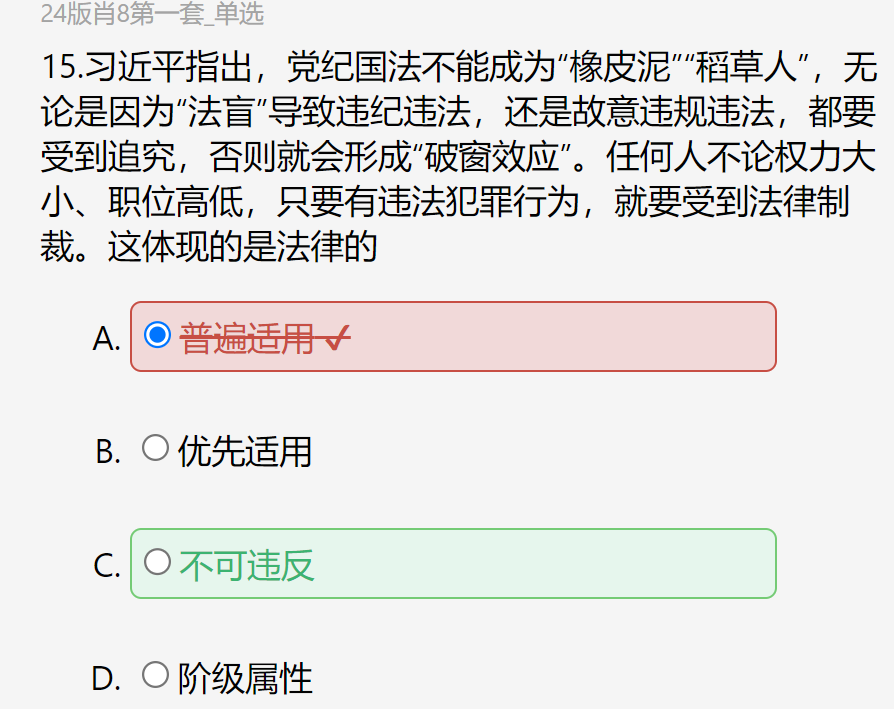 24版肖8第一套_单选
15.习近平指出，党纪国法不能成为“橡皮泥”“稻草人”，无
论是因为“法盲”导致违纪违法，还是故意违规违法，都要
受到追究，否则就会形成“破窗效应”。任何人不论权力大
小、职位高低，只要有违法犯罪行为，就要受到法律制
裁。这体现的是法律的
A. 普遍适用 ✓
B. 优先适用
C. 不可违反
D. 阶级属性